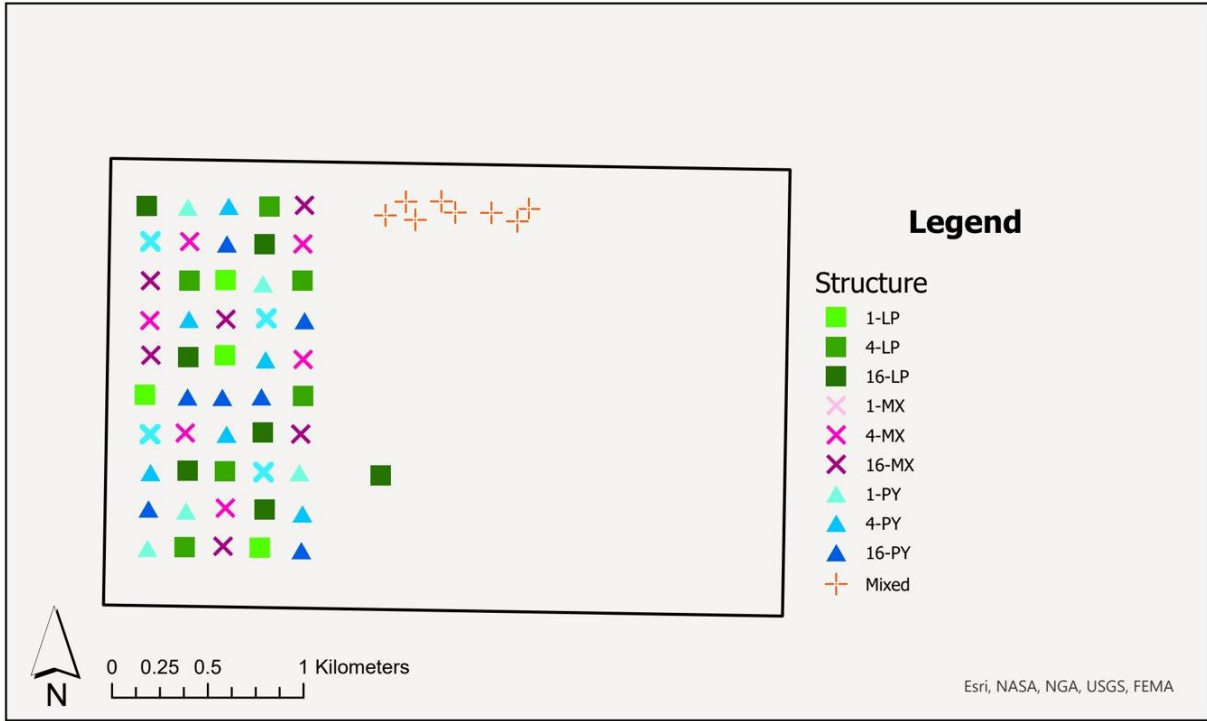 Legend
Structure
1-LP
4-LP
16-LP
1-MX
4-MX
16-MX
1-PY
4-PY
16-PY
Mixed
N
0 0.25 0.5 1 Kilometers
Esri, NASA, NGA, USGS, FEMA